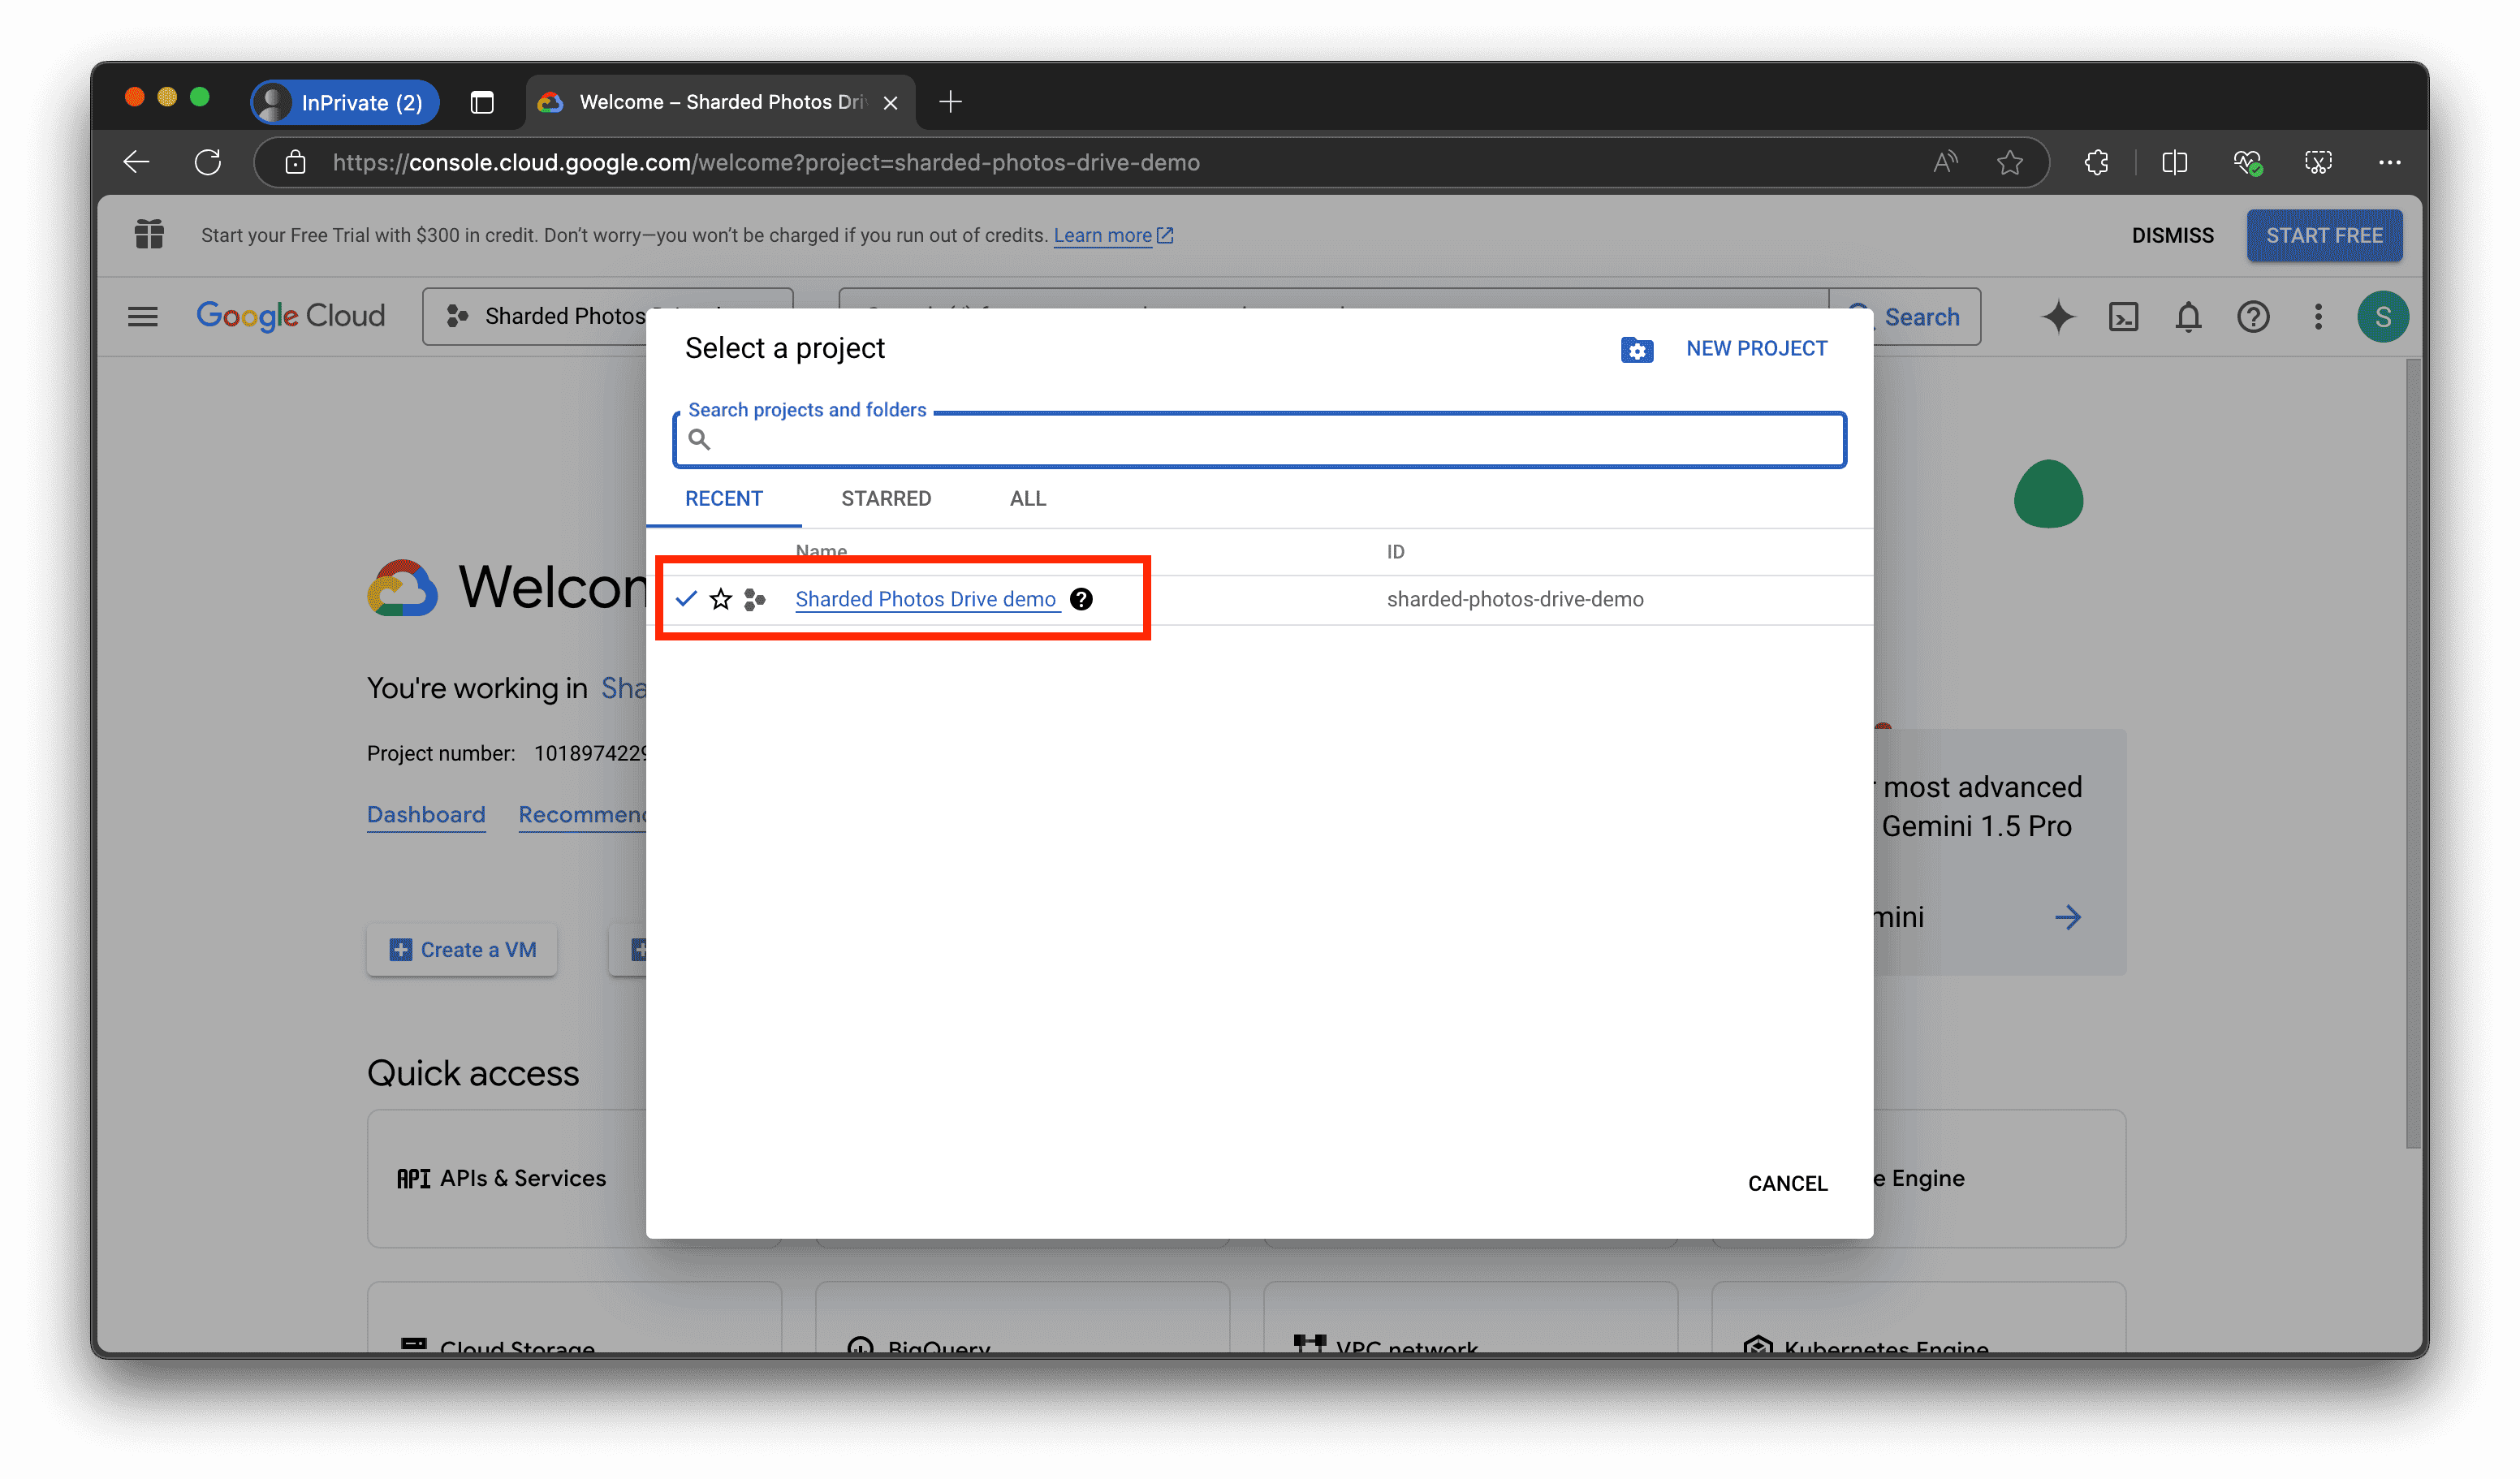 InPrivate (2)
Welcome – Sharded Photos Dri
https://console.cloud.google.com/welcome?project=sharded-photos-drive-demo
Start your Free Trial with $300 in credit. Don't worry—you won't be charged if you run out of credits. Learn more
DISMISS
START FREE
Google Cloud
Sharded Photos
Search
S
Select a project
NEW PROJECT
Search projects and folders
RECENT
STARRED
ALL
Name
ID
Sharded Photos Drive demo
sharded-photos-drive-demo
CANCEL
Welcom
You're working in Sha
Project number: 1018974229
Dashboard
Recommend
most advanced
Gemini 1.5 Pro
mini
Create a VM
Quick access
API APIs & Services
e Engine
Cloud Storage
BigQuery
VPC network
Kubernetes Engine